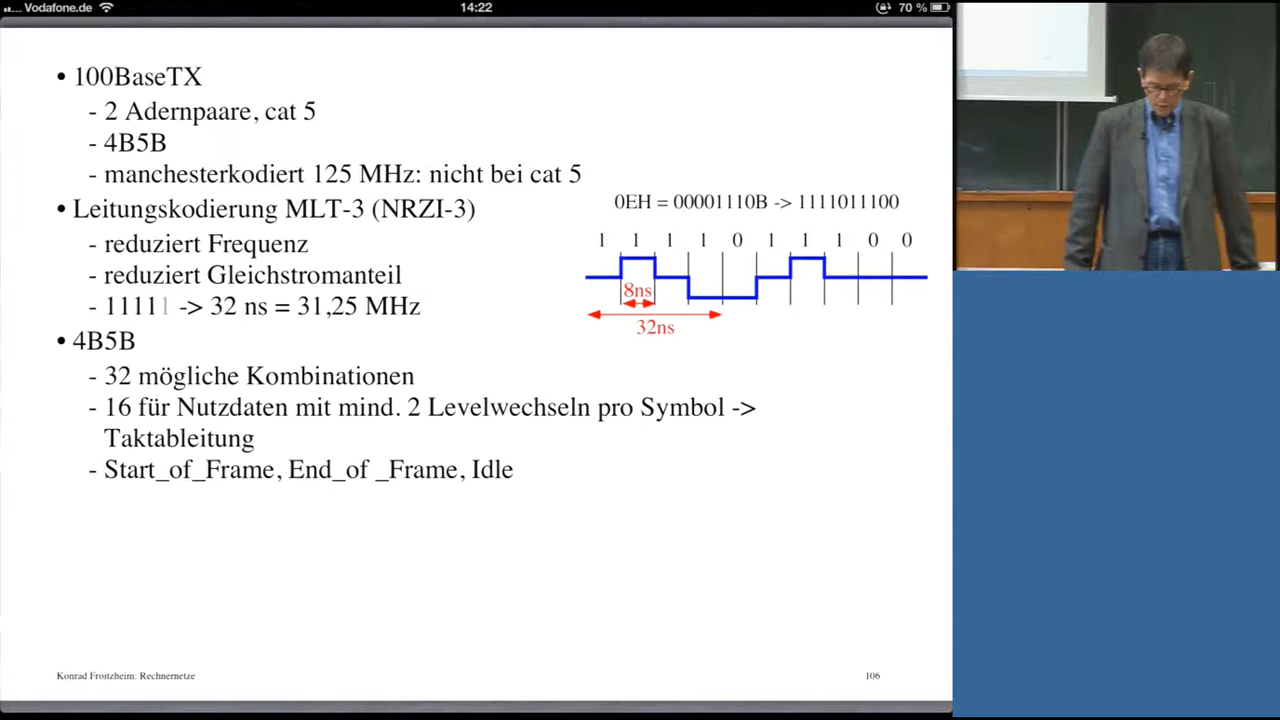 Vodafone.de 14:22 70 %
• 100BaseTX
- 2 Adernpaare, cat 5
- 4B5B
- manchesterkodiert 125 MHz: nicht bei cat 5
• Leitungskodierung MLT-3 (NRZI-3)
- reduziert Frequenz
- reduziert Gleichstromanteil
- 11111 -> 32 ns = 31,25 MHz
• 4B5B
- 32 mögliche Kombinationen
- 16 für Nutzdaten mit mind. 2 Levelwechseln pro Symbol ->
Taktableitung
- Start_of_Frame, End_of _Frame, Idle
0EH = 00001110B -> 1111011100
1 1 1 1 0 1 1 1 0 0
8ns
32ns
Konrad Froitzheim: Rechnernetze 106